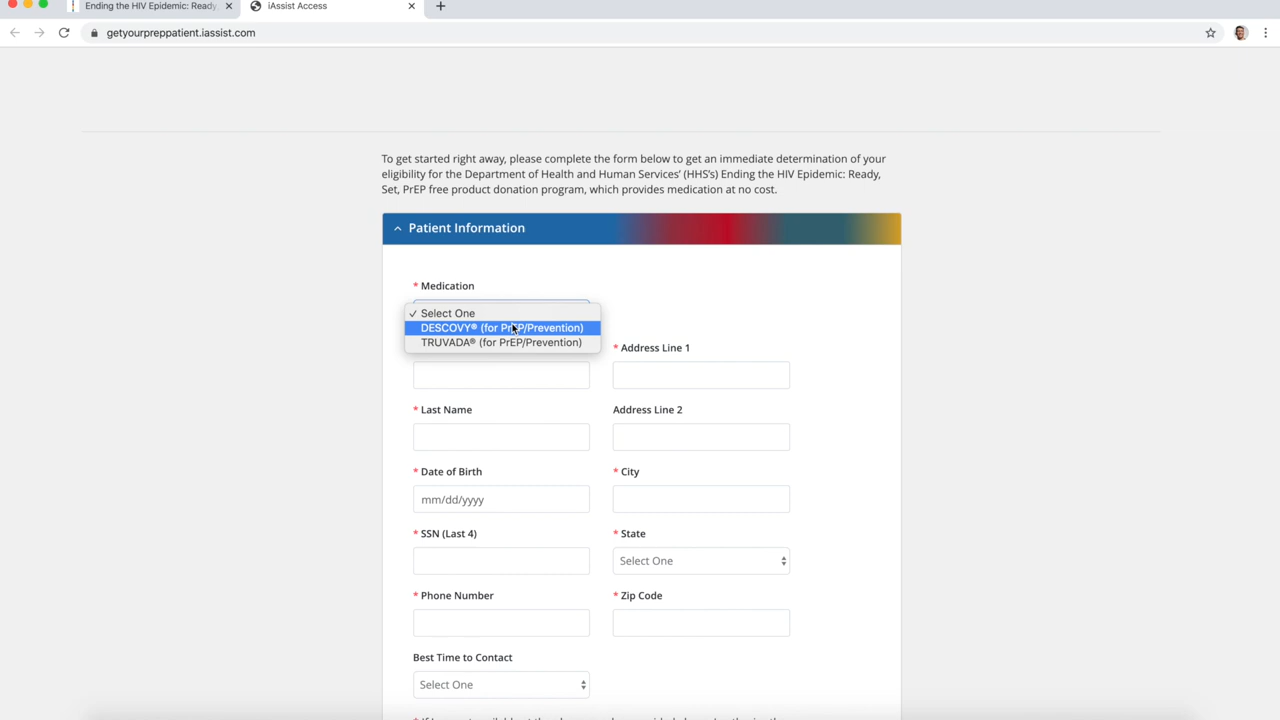 Ending the HIV Epidemic: Ready,
iAssist Access
getyourpreppatient.iassist.com
To get started right away, please complete the form below to get an immediate determination of your
eligibility for the Department of Health and Human Services' (HHS's) Ending the HIV Epidemic: Ready,
Set, PrEP free product donation program, which provides medication at no cost.
Patient Information
* Medication
✓ Select One
DESCOVY® (for PrEP/Prevention)
TRUVADA® (for PrEP/Prevention)
* Address Line 1
* Last Name
Address Line 2
* Date of Birth
* City
mm/dd/yyyy
* SSN (Last 4)
* State
Select One
* Phone Number
* Zip Code
Best Time to Contact
Select One